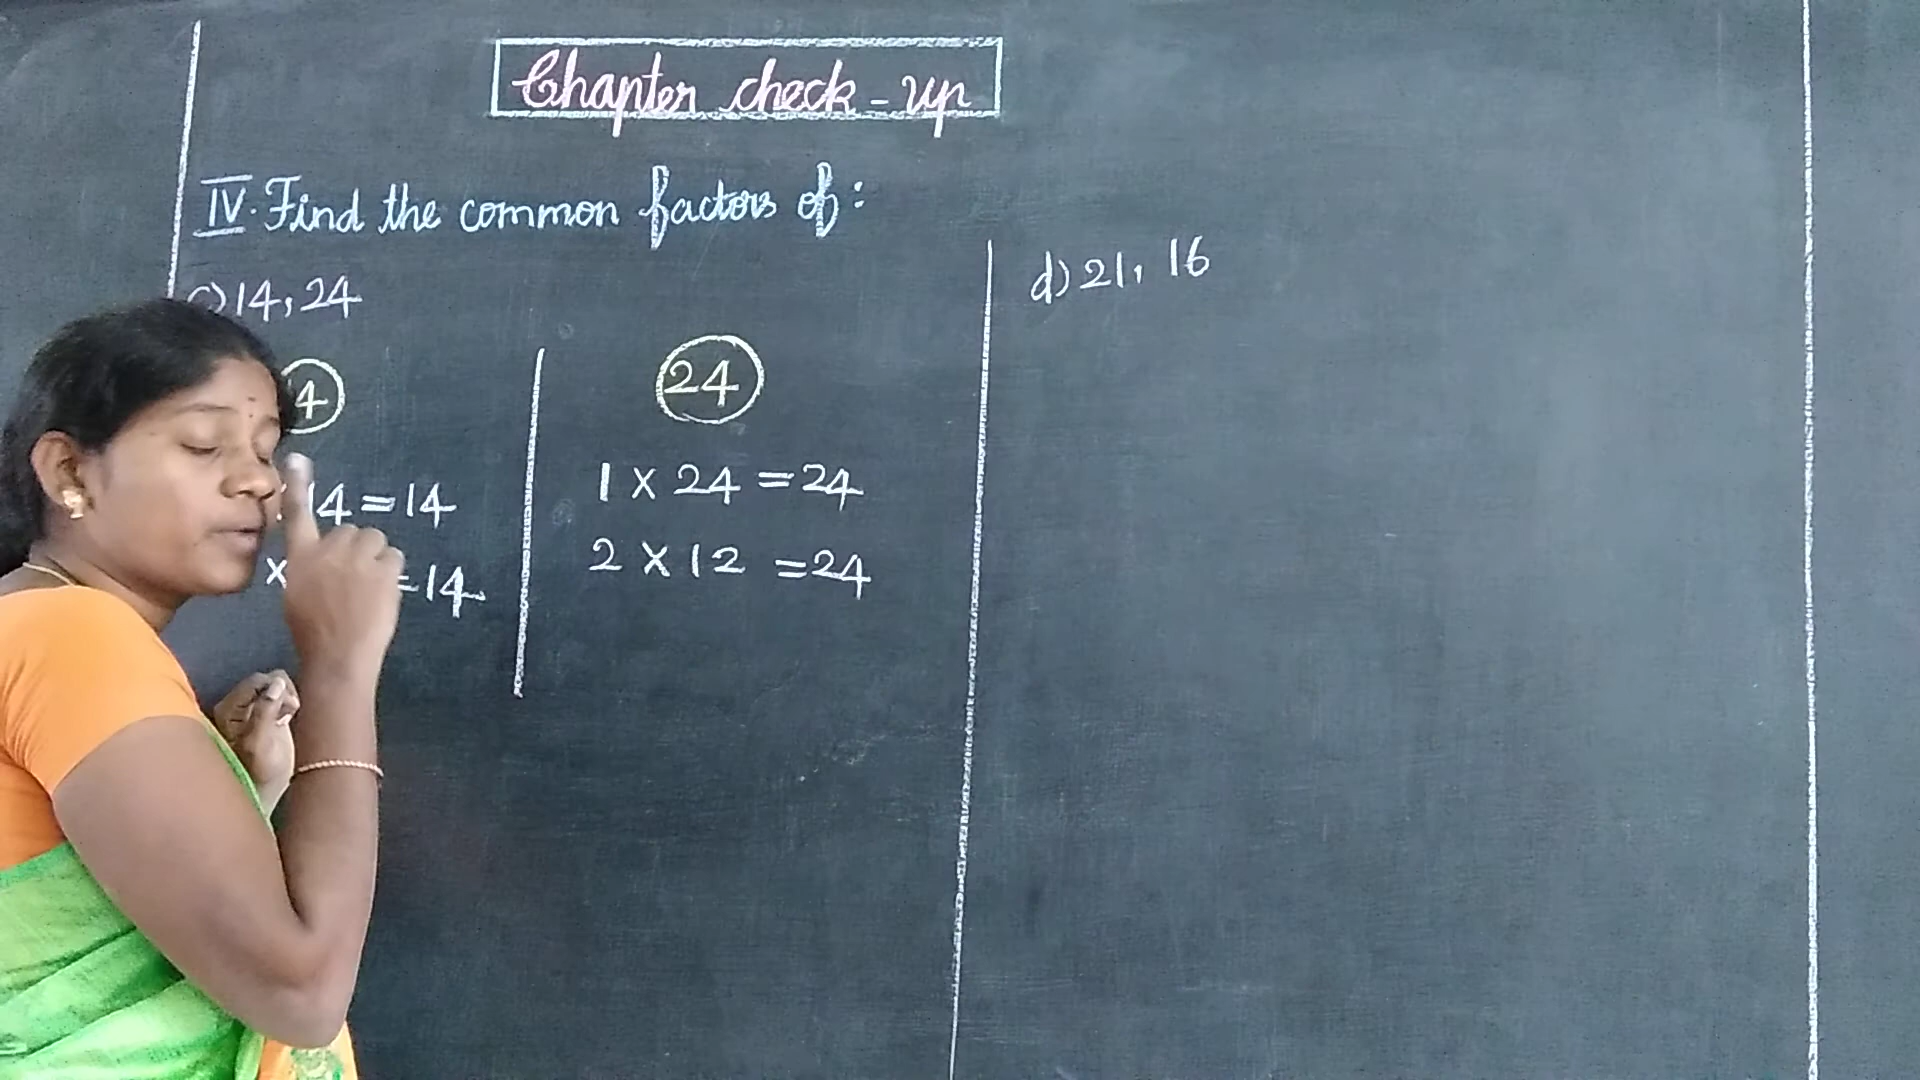 Chapter check-up
IV. Find the common factors of:
c) 14, 24
4
14 = 14
× = 14
24
1 × 24 = 24
2 × 12 = 24
d) 21, 16